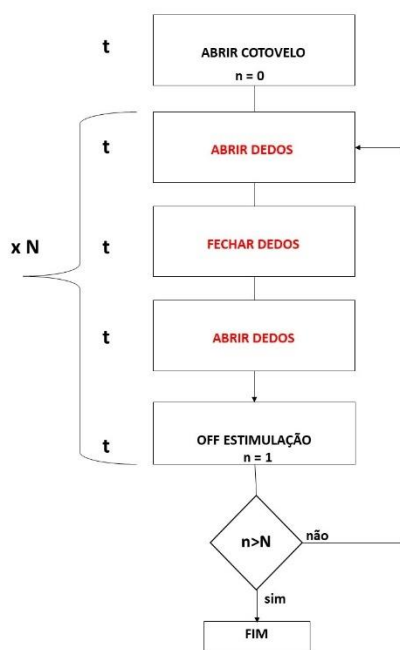 t
ABRIR COTOVELO
n = 0
t
ABRIR DEDOS
x N
t
FECHAR DEDOS
t
ABRIR DEDOS
t
OFF ESTIMULAÇÃO
n = 1
n>N
não
sim
FIM